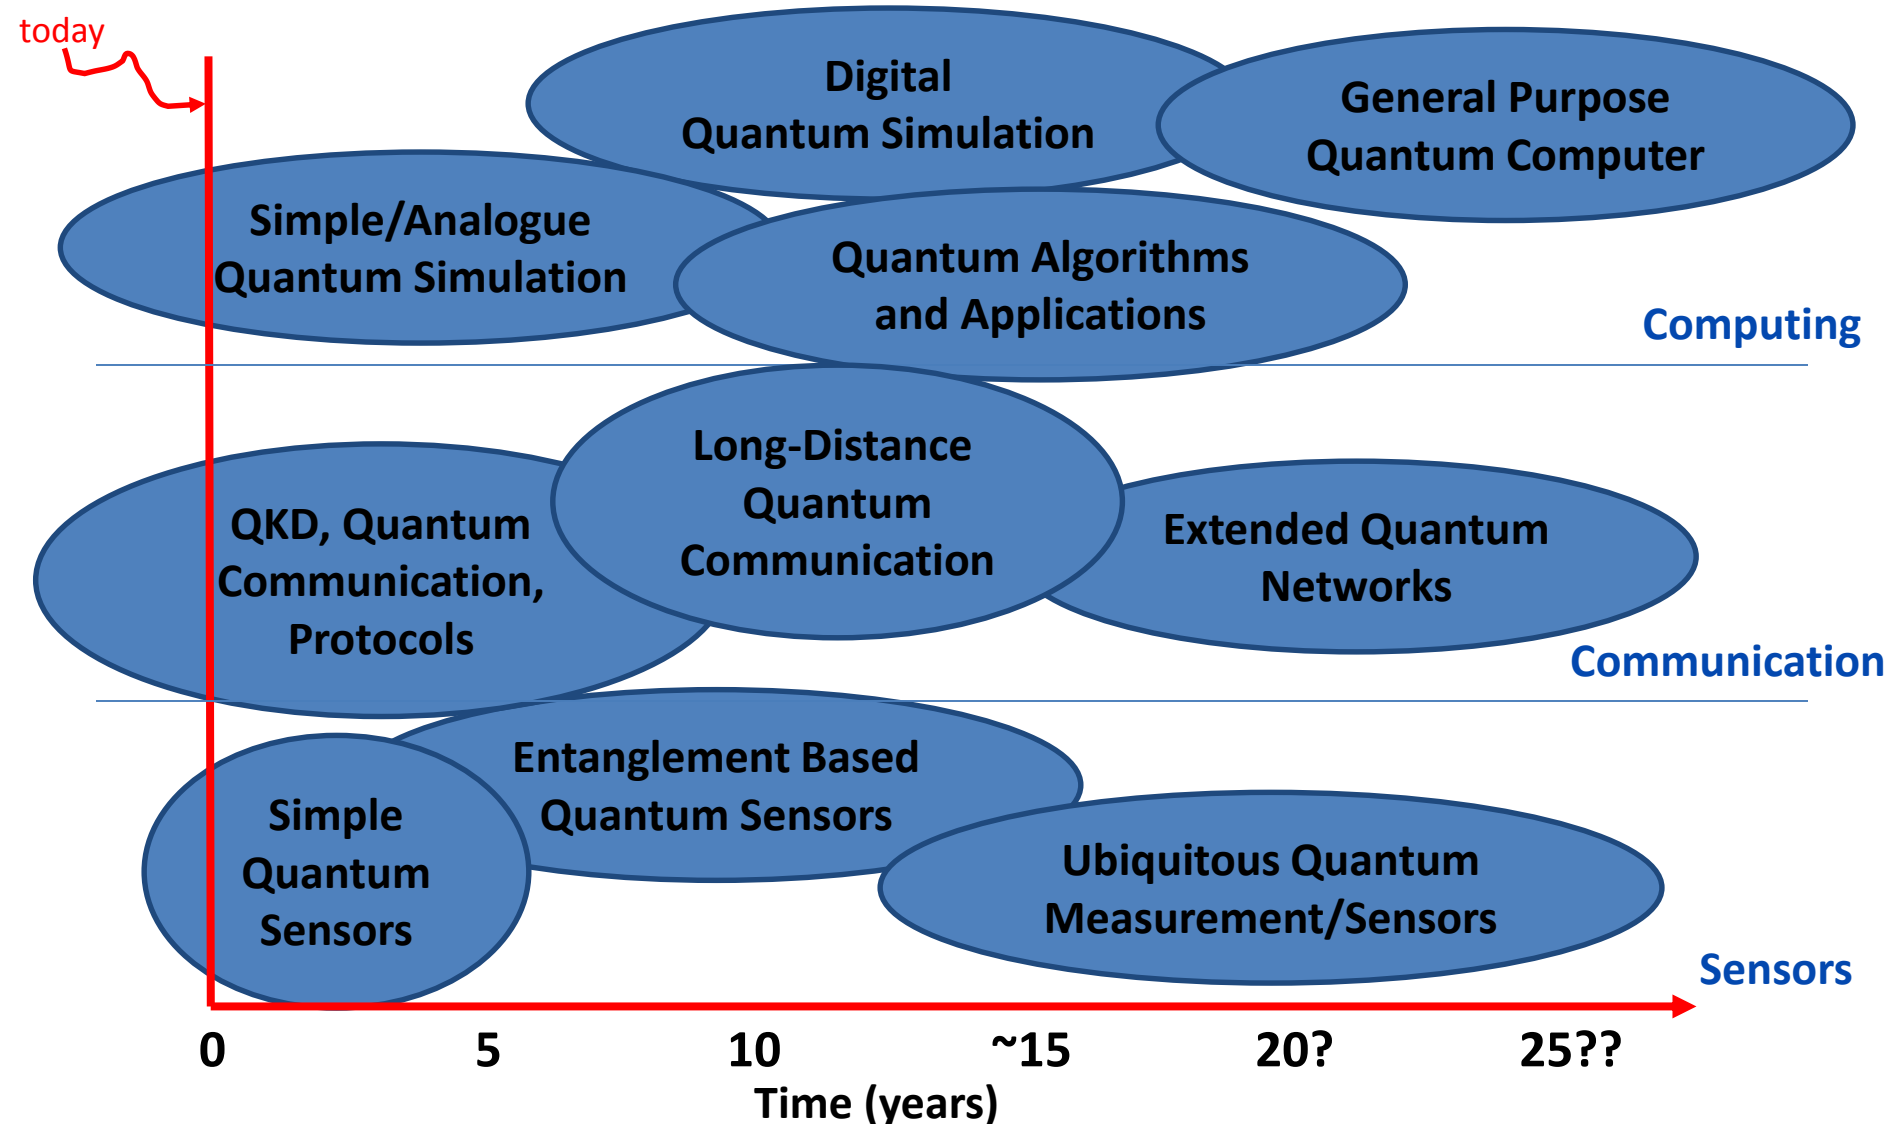 today
Digital
Quantum Simulation
General Purpose
Quantum Computer
Simple/Analogue
Quantum Simulation
Quantum Algorithms
and Applications
Computing
Long-Distance
Quantum
Communication
QKD, Quantum
Communication,
Protocols
Extended Quantum
Networks
Communication
Entanglement Based
Quantum Sensors
Simple
Quantum
Sensors
Ubiquitous Quantum
Measurement/Sensors
Sensors
0 5 10 ~15 20? 25??
Time (years)